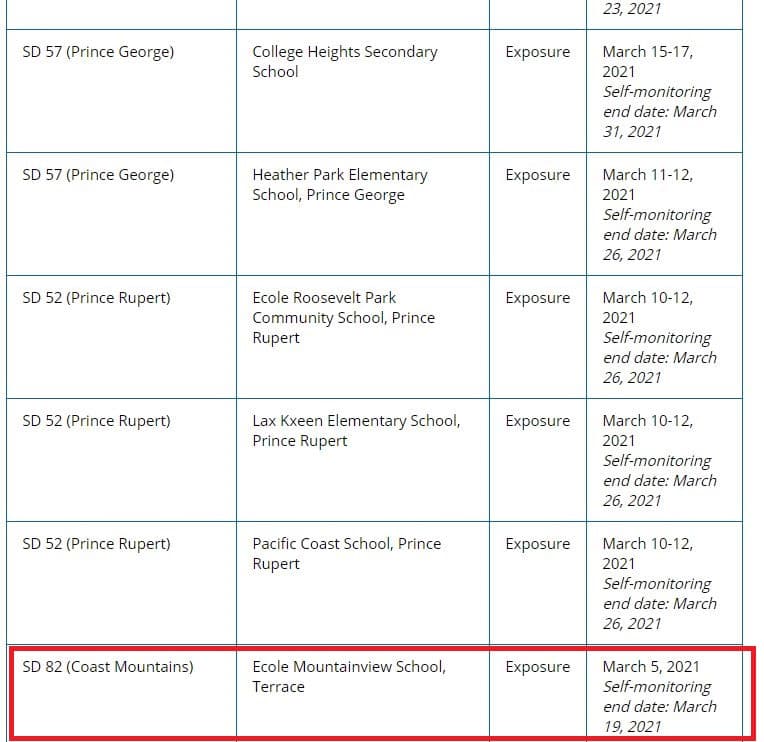 23, 2021
SD 57 (Prince George)
College Heights Secondary
School
Exposure
March 15-17,
2021
Self-monitoring
end date: March
31, 2021
SD 57 (Prince George)
Heather Park Elementary
School, Prince George
Exposure
March 11-12,
2021
Self-monitoring
end date: March
26, 2021
SD 52 (Prince Rupert)
Ecole Roosevelt Park
Community School, Prince
Rupert
Exposure
March 10-12,
2021
Self-monitoring
end date: March
26, 2021
SD 52 (Prince Rupert)
Lax Kxeen Elementary School,
Prince Rupert
Exposure
March 10-12,
2021
Self-monitoring
end date: March
26, 2021
SD 52 (Prince Rupert)
Pacific Coast School, Prince
Rupert
Exposure
March 10-12,
2021
Self-monitoring
end date: March
26, 2021
SD 82 (Coast Mountains)
Ecole Mountainview School,
Terrace
Exposure
March 5, 2021
Self-monitoring
end date: March
19, 2021